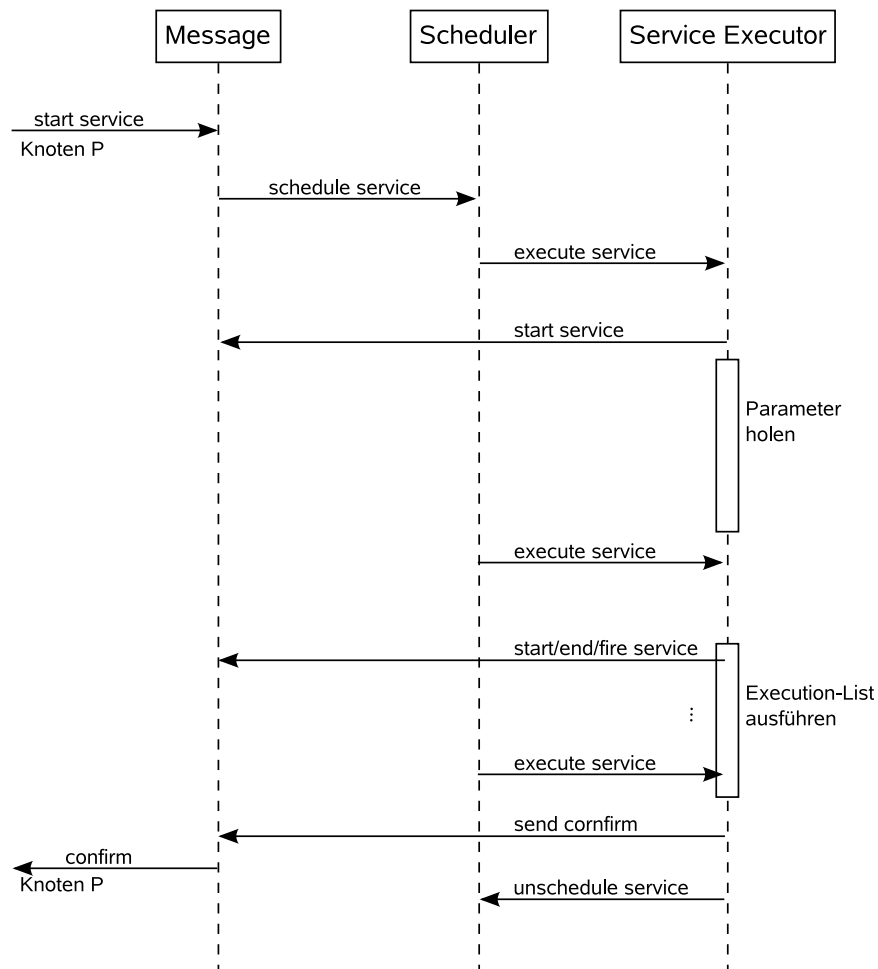 Message
Scheduler
Service Executor
start service
Knoten P
schedule service
execute service
start service
Parameter
holen
execute service
start/end/fire service
Execution-List
...
ausführen
execute service
send cornfirm
confirm
Knoten P
unschedule service